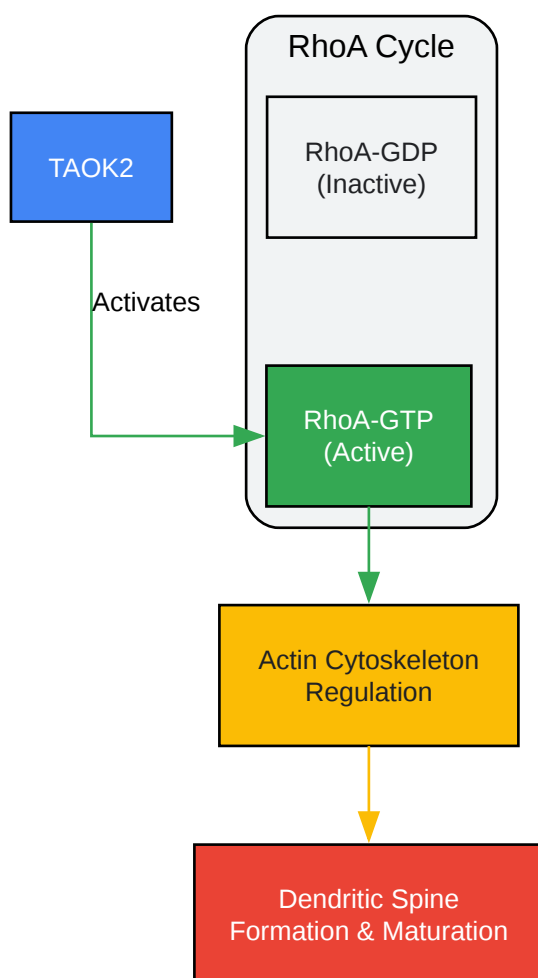 RhoA Cycle
TAOK2
RhoA-GDP
(Inactive)
Activates
RhoA-GTP
(Active)
Actin Cytoskeleton
Regulation
Dendritic Spine
Formation & Maturation